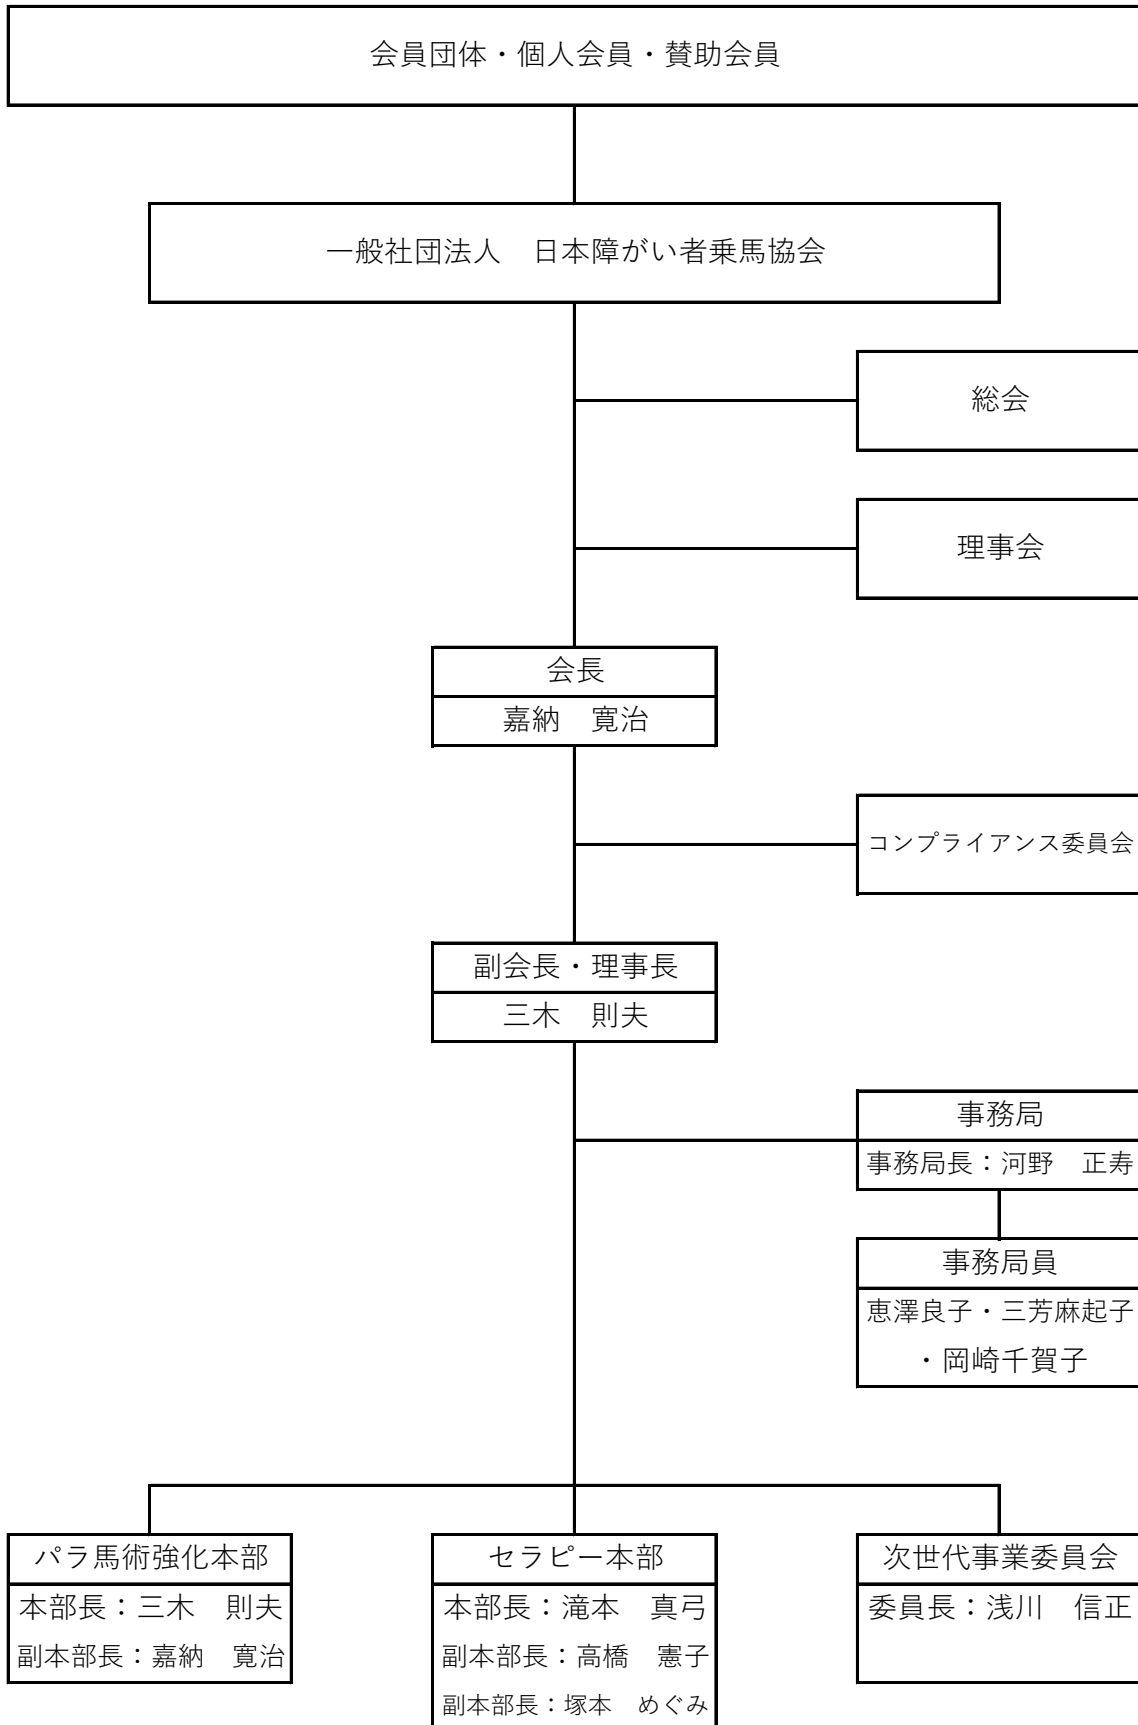 会員団体・個人会員・賛助会員
一般社団法人　日本障がい者乗馬協会
総会
理事会
会長
嘉納　寛治
コンプライアンス委員会
副会長・理事長
三木　則夫
事務局
事務局長：河野　正寿
事務局員
恵澤良子・三芳麻起子
・岡崎千賀子
パラ馬術強化本部
本部長：三木　則夫
副本部長：嘉納　寛治
セラピー本部
本部長：滝本　真弓
副本部長：高橋　憲子
副本部長：塚本　めぐみ
次世代事業委員会
委員長：浅川　信正